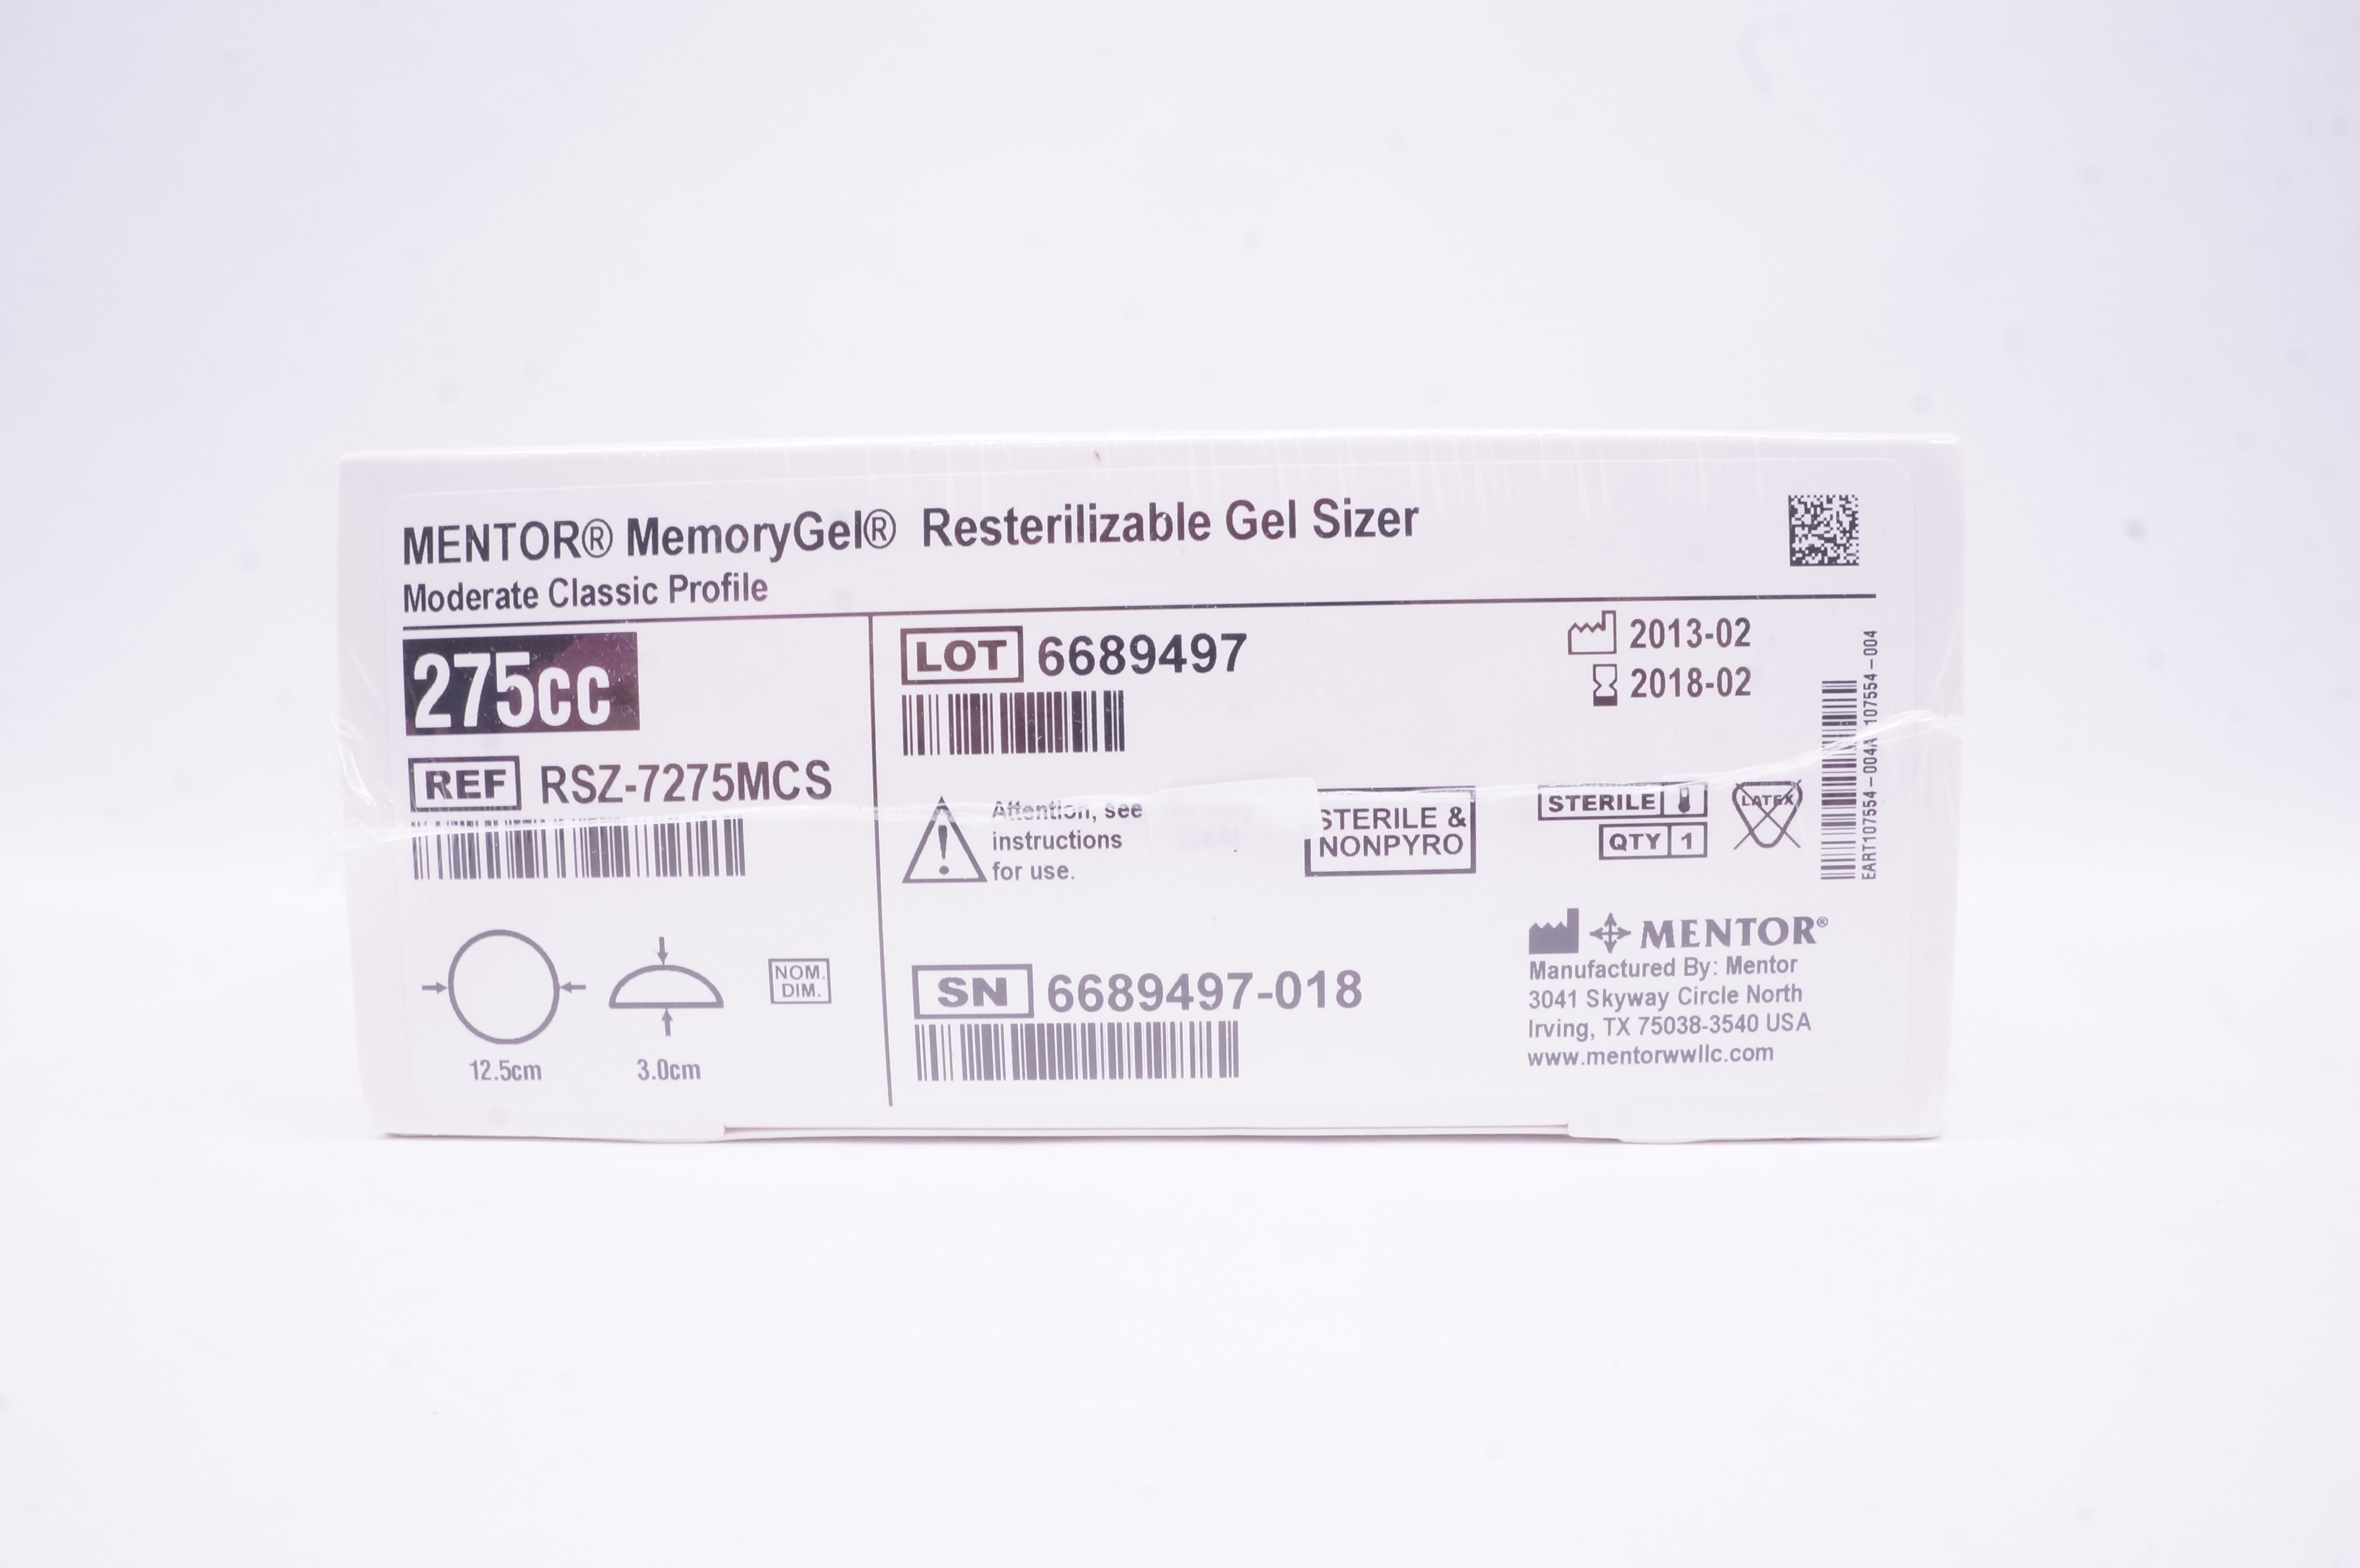 MENTOR® MemoryGel® Resterilizable Gel Sizer
Moderate Classic Profile
275cc
REF RSZ-7275MCS
12.5cm
3.0cm
NOM.
DIM.
LOT 6689497
2013-02
2018-02
Attention, see
instructions
for use.
STERILE &
NONPYRO
STERILE
QTY 1
LATEX
EART107554-004A 107554-004
SN 6689497-018
MENTOR®
Manufactured By: Mentor
3041 Skyway Circle North
Irving, TX 75038-3540 USA
www.mentorwwllc.com